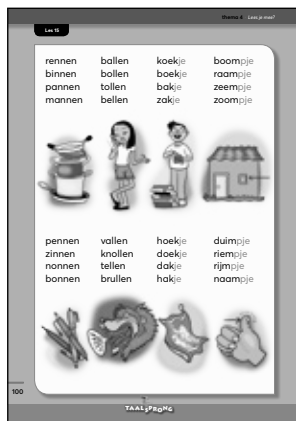 thema 4 Lees je mee?
Les 15
rennen ballen koekje boompje
binnen bollen boekje raampje
pannen tollen bakje zeempje
mannen bellen zakje zoompje
pennen vallen hoekje duimpje
zinnen knollen doekje riempje
nonnen tellen dakje rijmpje
bonnen brullen hakje naampje
100
TAALSPRONG